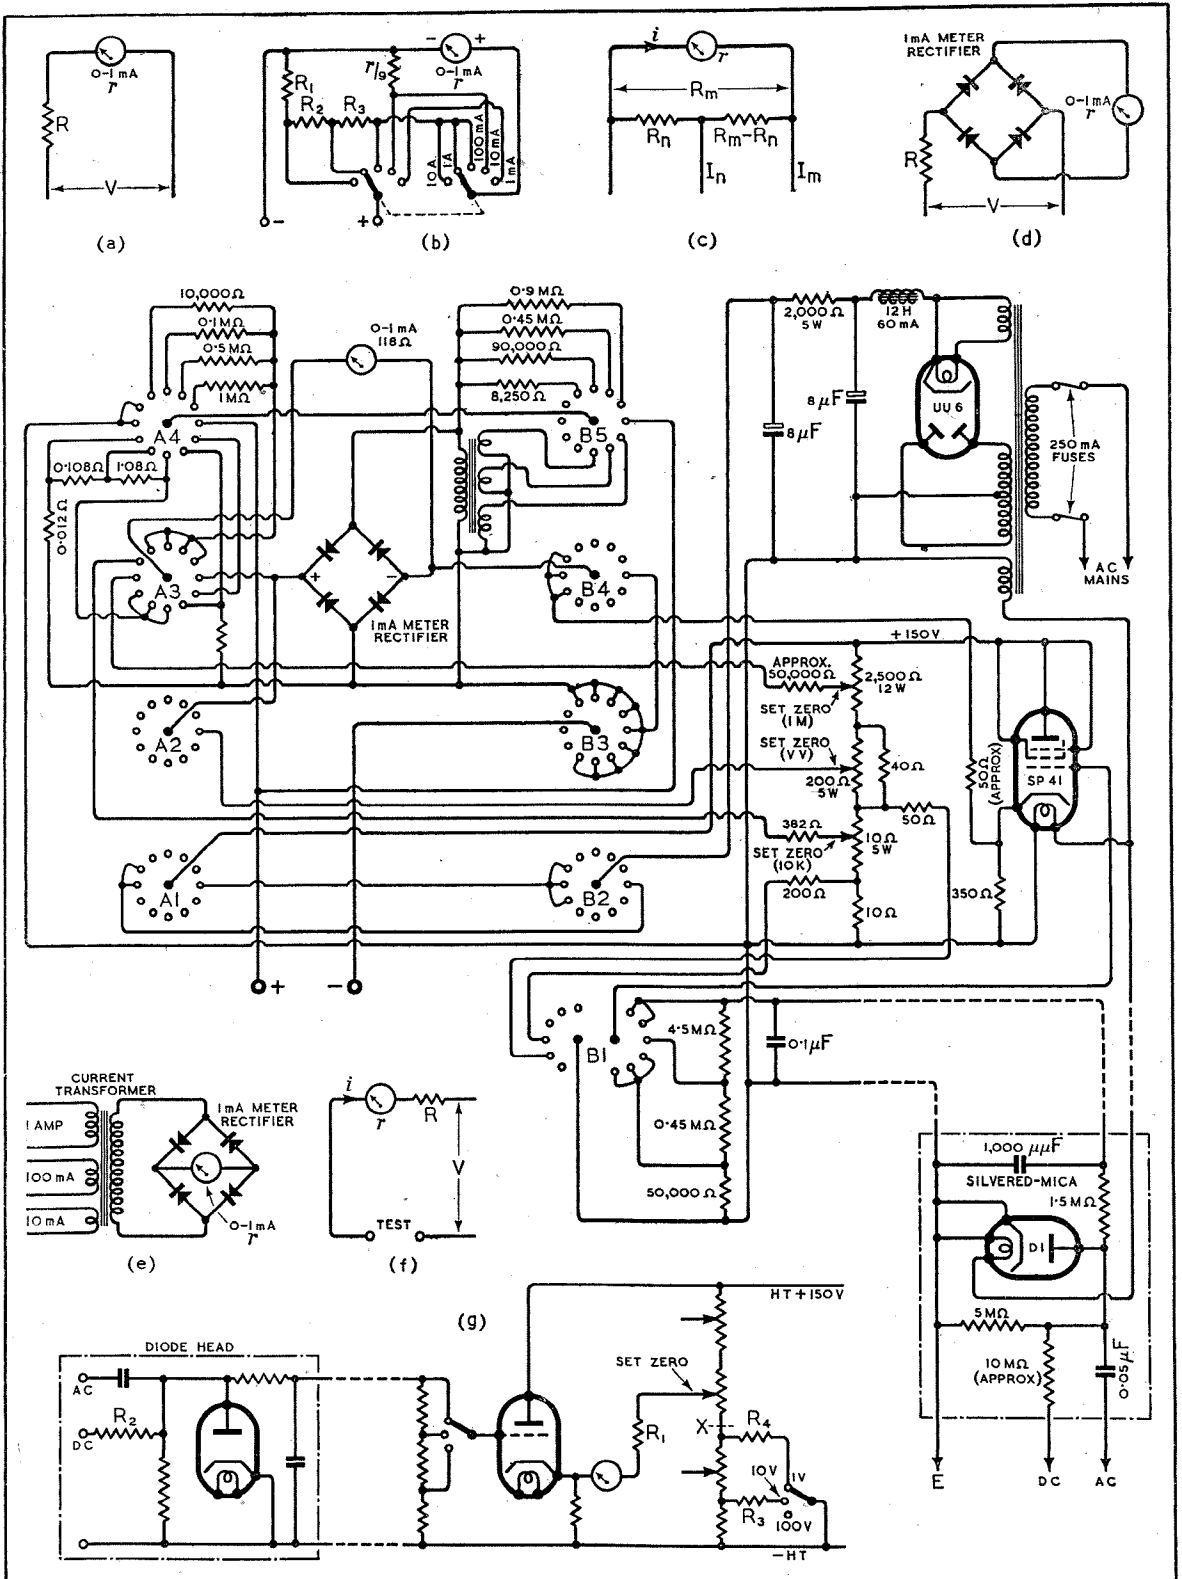 0-1mA
r
R
V
(a)
R1
R2
R3
r/9
- +
0-1mA
r
10A
1A
100mA
10mA
1mA
-
+
(b)
i
r
Rm
Rn
Rm-Rn
In
Im
(c)
1mA METER
RECTIFIER
0-1mA
r
R
V
(d)
10,000Ω
0·1MΩ
0·5MΩ
1MΩ
A4
0·108Ω
1·08Ω
0·012Ω
A3
0-1mA
118Ω
+
-
1mA METER
RECTIFIER
0·9MΩ
0·45MΩ
90,000Ω
8,250Ω
B5
B4
2,000Ω
5W
12H
60mA
8μF
8μF
UU6
250mA
FUSES
AC
MAINS
+150V
APPROX.
50,000Ω
2,500Ω
12W
SET ZERO
(1M)
SET ZERO
(VV)
200Ω
5W
40Ω
50Ω
50Ω
(APPROX)
SP41
382Ω
SET ZERO
(10K)
10Ω
5W
200Ω
10Ω
350Ω
A2
B3
A1
B2
+
-
B1
4·5MΩ
0·1μF
0·45MΩ
50,000Ω
CURRENT
TRANSFORMER
1mA METER
RECTIFIER
1 AMP
100mA
10mA
0-1mA
r
(e)
i
r
R
V
TEST
(f)
1,000μμF
SILVERED-MICA
1·5MΩ
D1
5MΩ
10MΩ
(APPROX)
0·05μF
E
DC
AC
(g)
DIODE HEAD
AC
DC
R2
HT+150V
SET ZERO
R1
X
R4
1V
10V
R3
100V
-HT